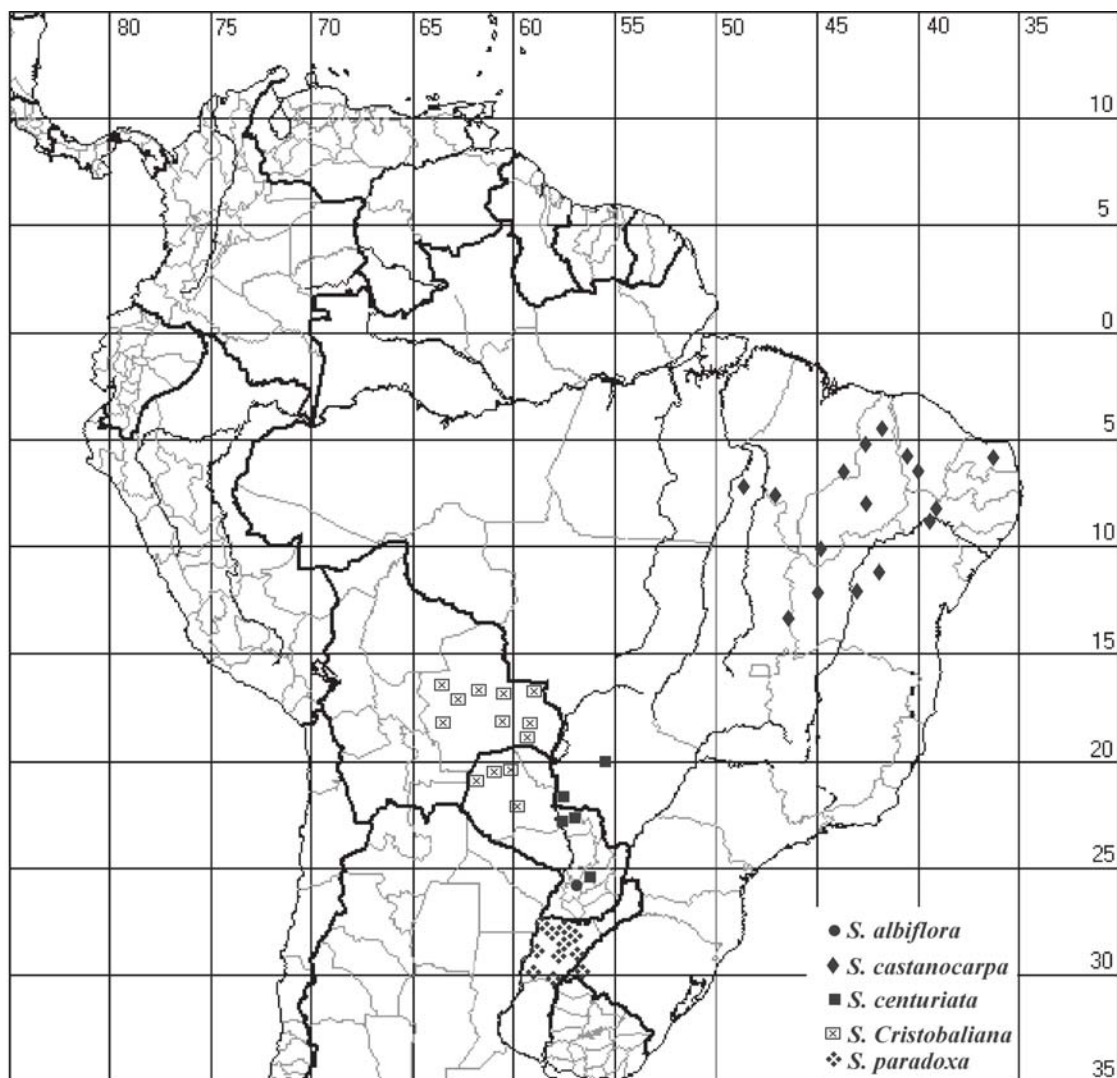 80 75 70 65 60 55 50 45 40 35
10
5
0
5
10
15
20
25
30
35
S. albiflora
S. castanocarpa
S. centuriata
S. Cristobaliana
S. paradoxa